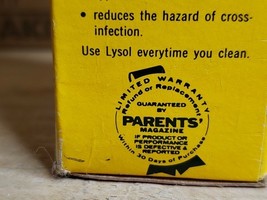 • reduces the hazard of cross-
infection.
Use Lysol everytime you clean.
LIMITED WARRANTY
Refund or Replacement
GUARANTEED
BY
PARENTS'
MAGAZINE
IF PRODUCT OR
PERFORMANCE
IS DEFECTIVE &
REPORTED
Within 30 Days of Purchase